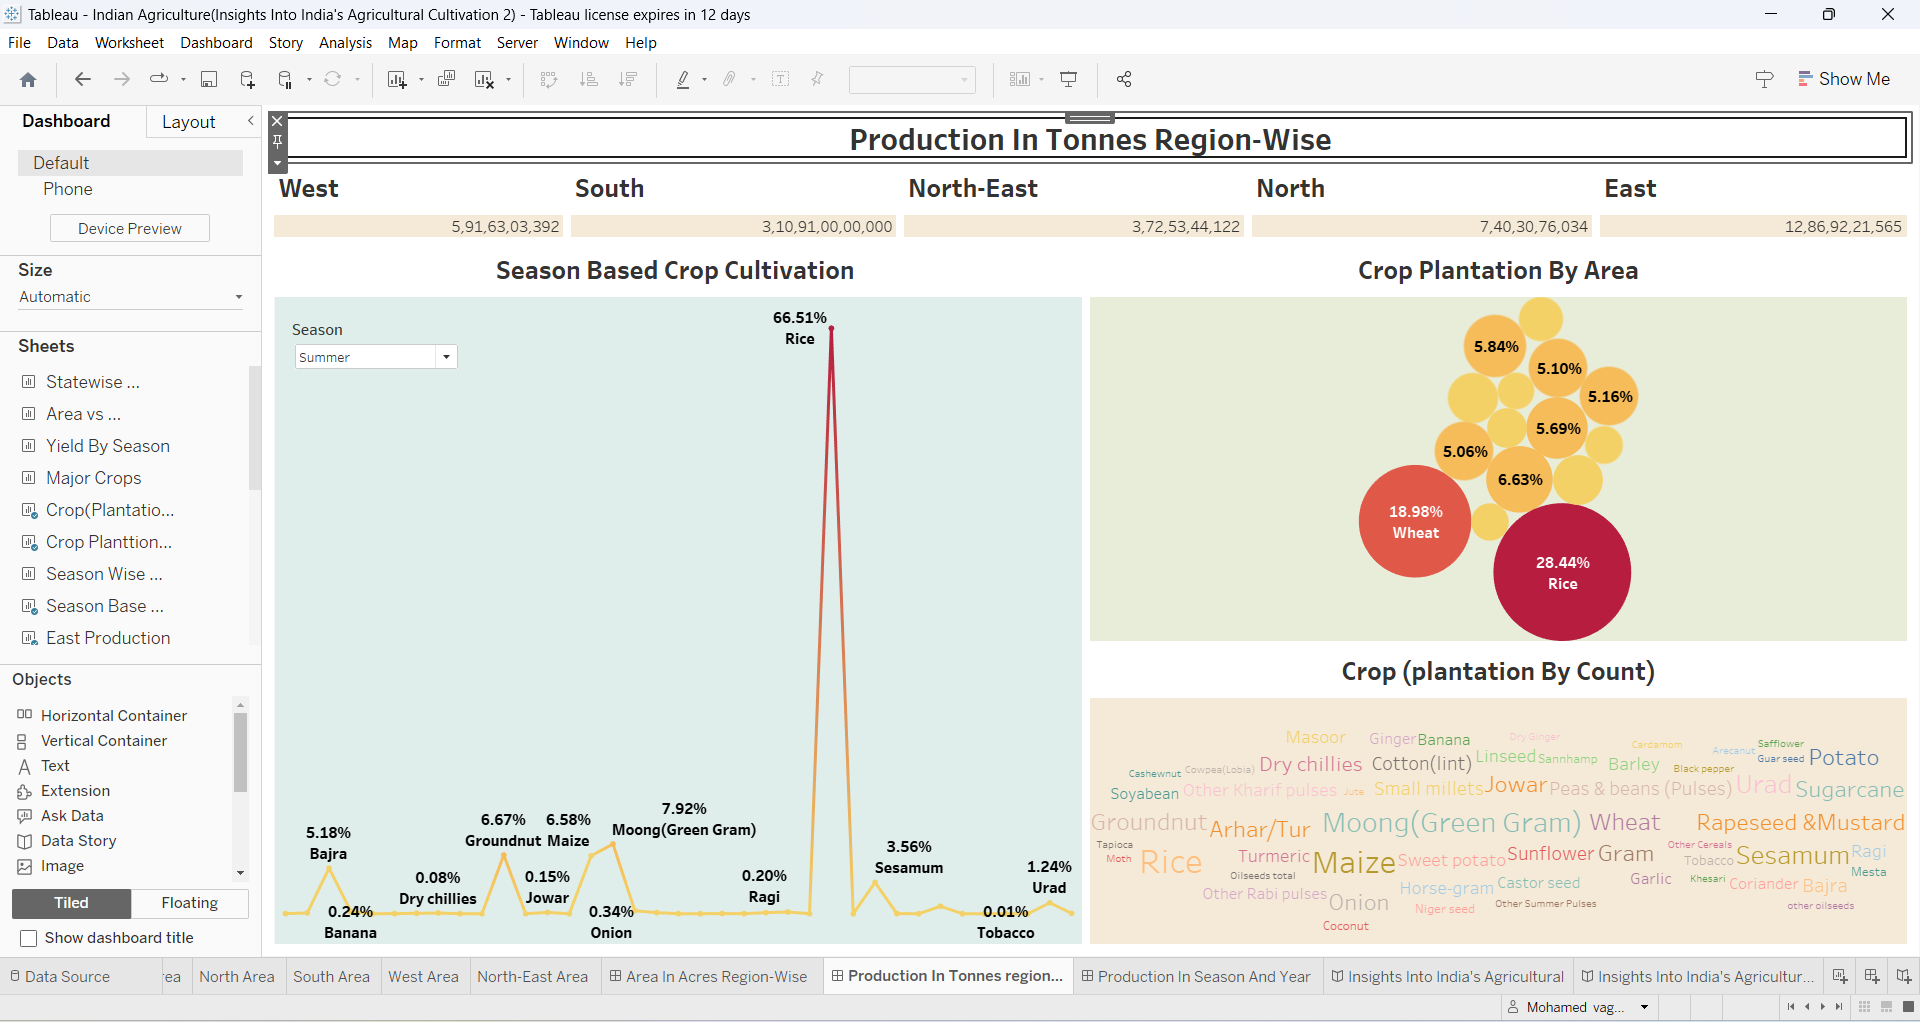 Tableau - Indian Agriculture(Insights Into India's Agricultural Cultivation 2) - Tableau license expires in 12 days
File Data Worksheet Dashboard Story Analysis Map Format Server Window Help
Show Me
Dashboard Layout
Default
Phone
Device Preview
Size
Automatic
Sheets
Statewise ...
Area vs ...
Yield By Season
Major Crops
Crop(Plantatio...
Crop Planttion...
Season Wise ...
Season Base ...
East Production
Objects
Horizontal Container
Vertical Container
Text
Extension
Ask Data
Data Story
Image
Tiled Floating
Show dashboard title
Production In Tonnes Region-Wise
West South North-East North East
5,91,63,03,392 3,10,91,00,00,000 3,72,53,44,122 7,40,30,76,034 12,86,92,21,565
Season Based Crop Cultivation
Season
Summer
66.51%
Rice
5.18%
Bajra
0.24%
Banana
0.08%
Dry chillies
6.67%
Groundnut
0.15%
Jowar
6.58%
Maize
7.92%
Moong(Green Gram)
0.34%
Onion
0.20%
Ragi
3.56%
Sesamum
0.01%
Tobacco
1.24%
Urad
Crop Plantation By Area
5.84%
5.10%
5.16%
5.69%
5.06%
6.63%
18.98%
Wheat
28.44%
Rice
Crop (plantation By Count)
Masoor Ginger Banana Dry Ginger Cardamom Arecanut Safflower
Cashewnut Cowpea(Lobia) Dry chillies Cotton(lint) Linseed Sannhamp Barley Black pepper Guar seed Potato
Soyabean Other Kharif pulses Jute Small millets Jowar Peas & beans (Pulses) Urad Sugarcane
Groundnut Arhar/Tur Moong(Green Gram) Wheat Rapeseed &Mustard
Tapioca Other Cereals
Moth Rice Turmeric Maize Sweet potato Sunflower Gram Tobacco Sesamum Ragi
Oilseeds total Castor seed Garlic Khesari Coriander Bajra Mesta
Other Rabi pulses Onion Horse-gram Other Summer Pulses other oilseeds
Niger seed
Coconut
Data Source rea North Area South Area West Area North-East Area Area In Acres Region-Wise Production In Tonnes region... Production In Season And Year Insights Into India's Agricultural Insights Into India's Agricultur...
Mohamed vag...